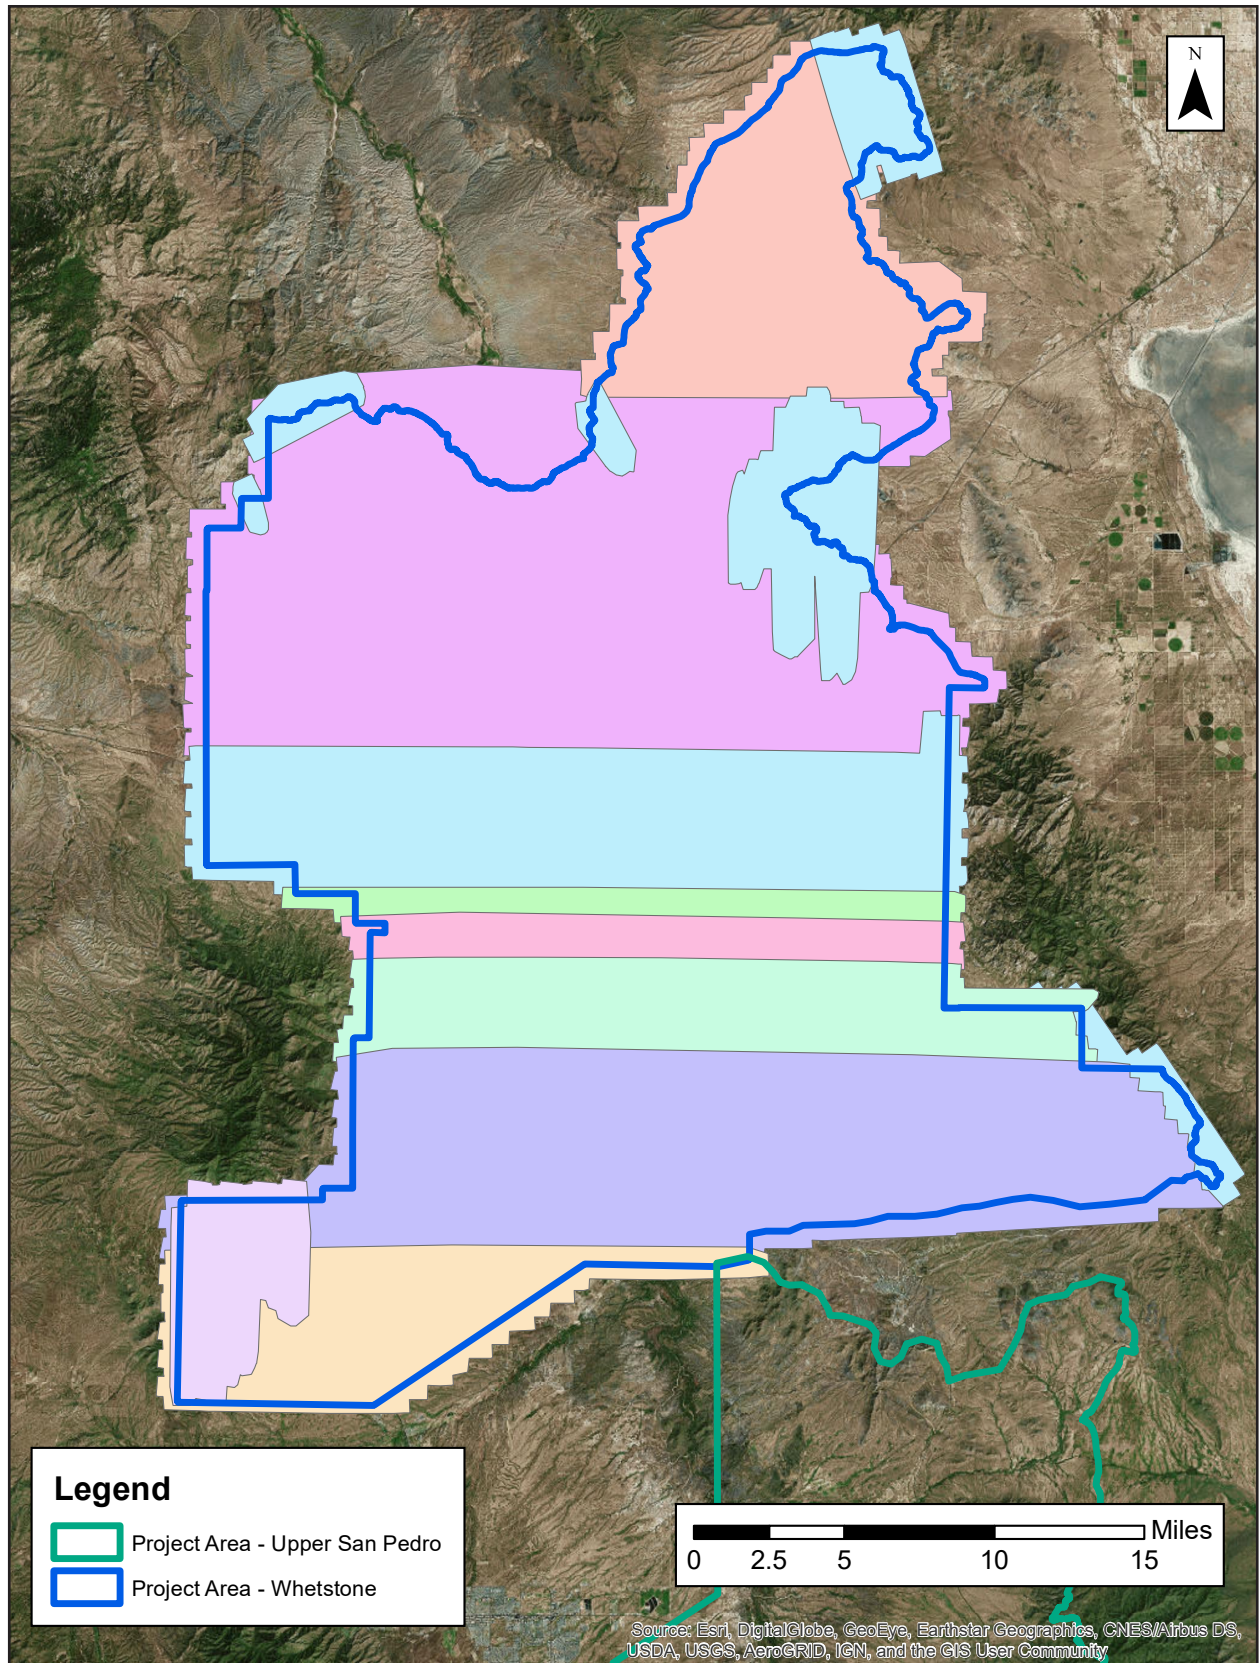 N
Legend
Project Area - Upper San Pedro
Project Area - Whetstone
Miles
0 2.5 5 10 15
Source: Esri, DigitalGlobe, GeoEye, Earthstar Geographics, CNES/Airbus DS,
USDA, USGS, AeroGRID, IGN, and the GIS User Community